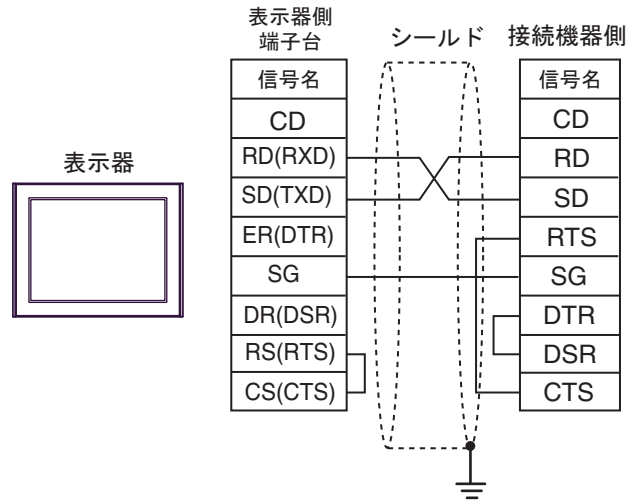 表示器
表示器側
端子台
信号名
CD
RD(RXD)
SD(TXD)
ER(DTR)
SG
DR(DSR)
RS(RTS)
CS(CTS)
シールド
接続機器側
信号名
CD
RD
SD
RTS
SG
DTR
DSR
CTS